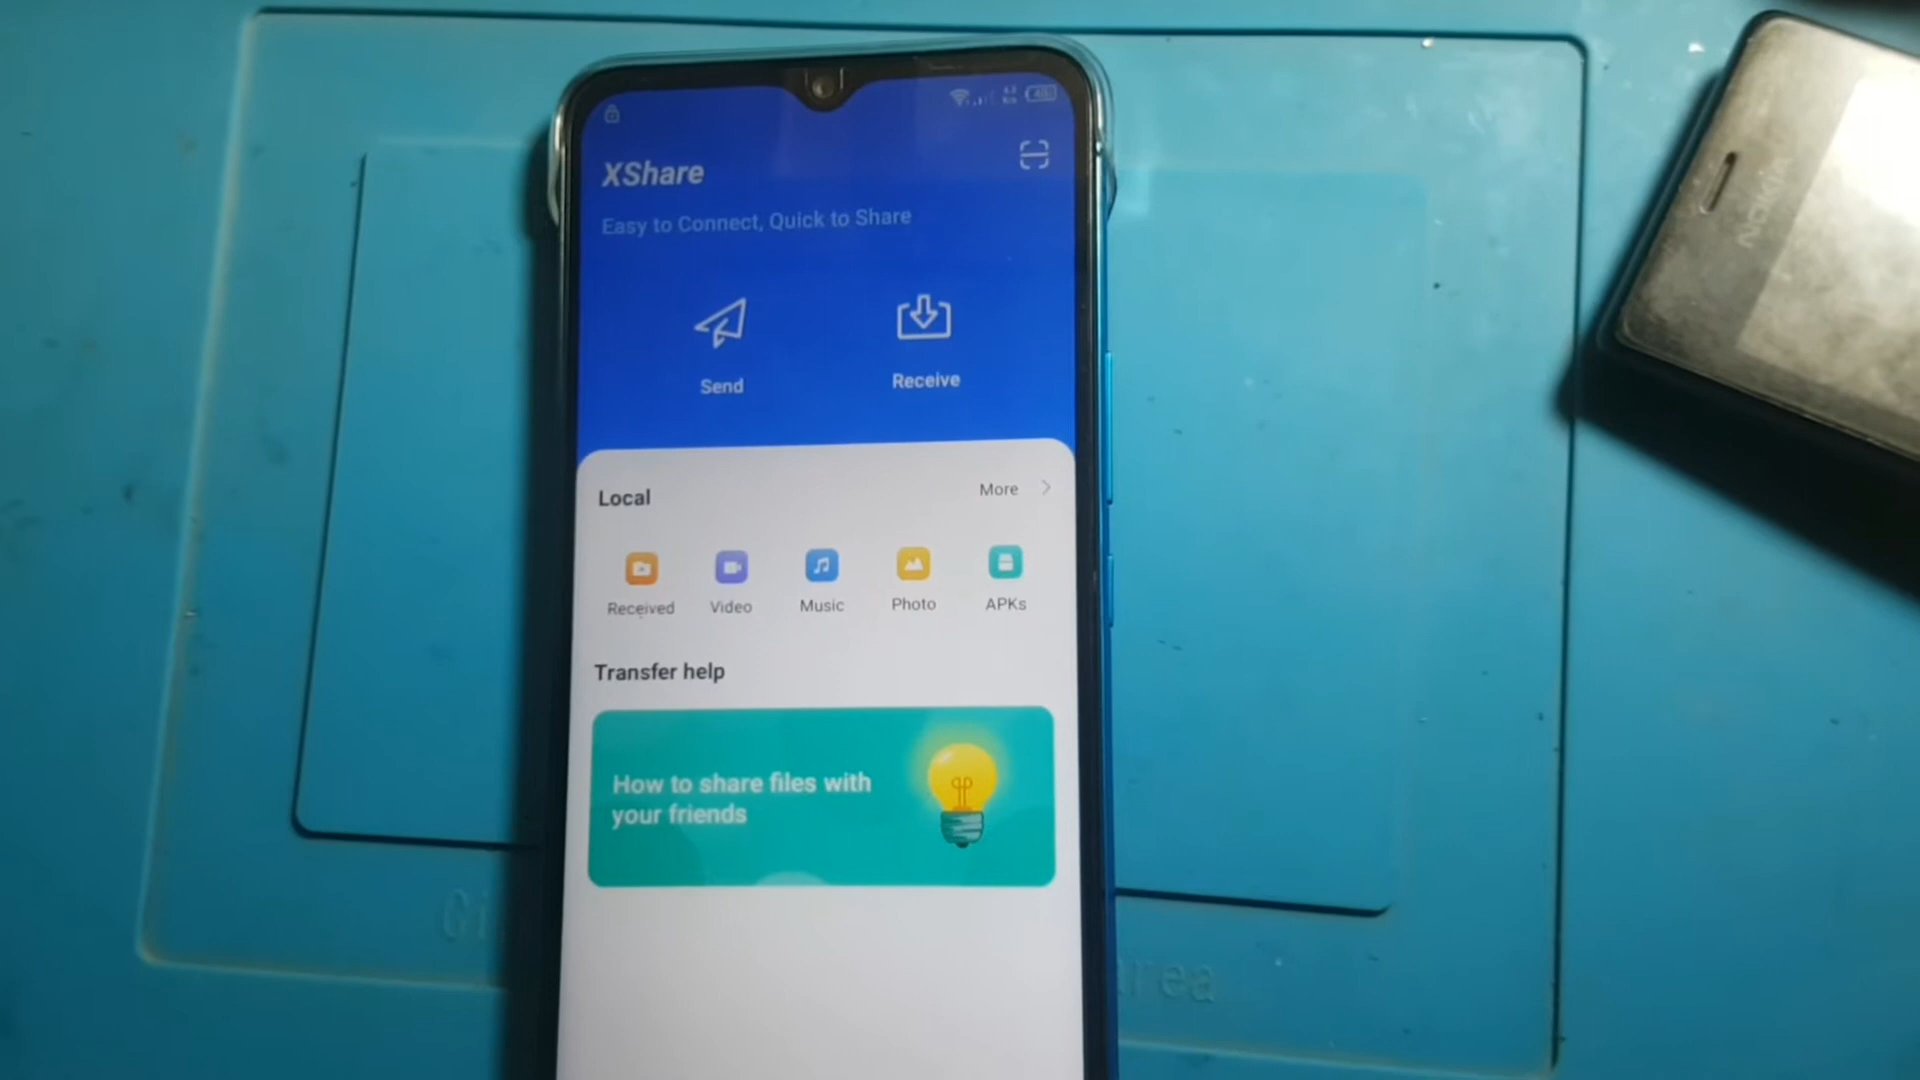 XShare
Easy to Connect, Quick to Share
Send
Receive
Local
More
Received
Video
Music
Photo
APKs
Transfer help
How to share files with
your friends
NOKIA